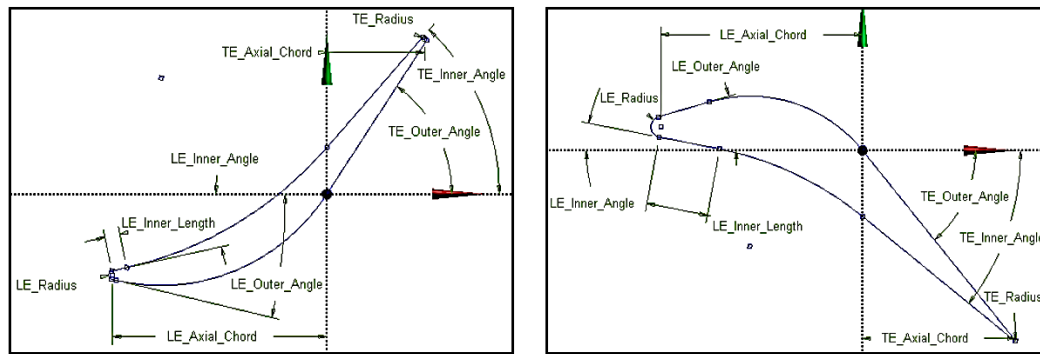 TE_Radius
TE_Axial_Chord
TE_Inner_Angle
TE_Outer_Angle
LE_Inner_Angle
LE_Inner_Length
LE_Radius
LE_Outer_Angle
LE_Axial_Chord
LE_Axial_Chord
LE_Outer_Angle
LE_Radius
LE_Inner_Angle
LE_Inner_Length
TE_Outer_Angle
TE_Inner_Angle
TE_Radius
TE_Axial_Chord